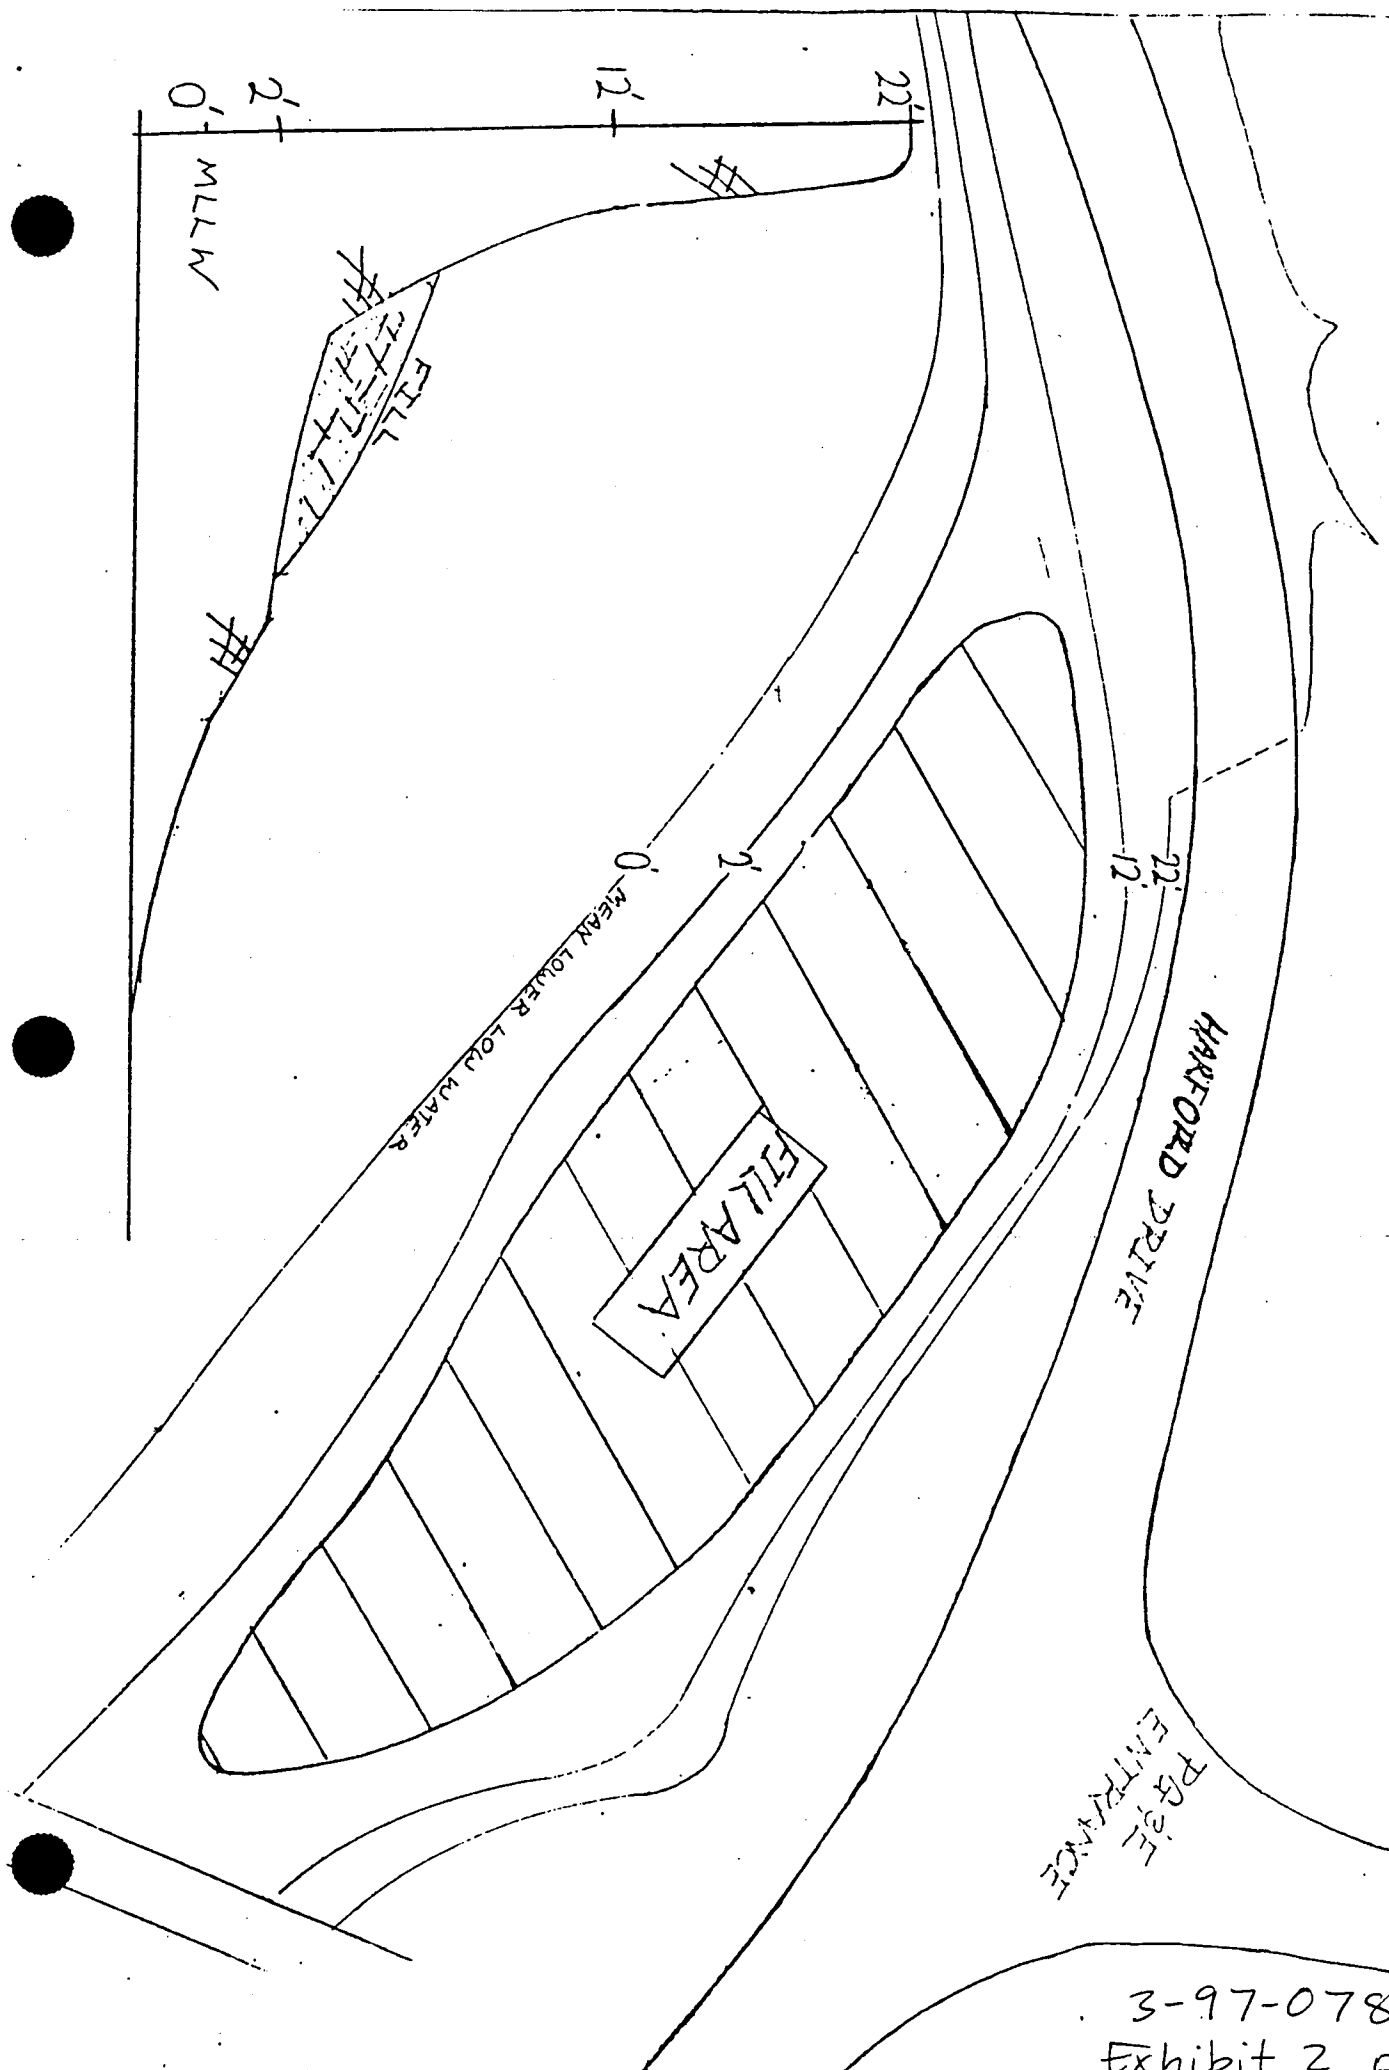 22'
12'
2'
0'
MLLW
FILL
0'
2'
12'
22'
MEAN LOWER LOW WATER
HARFORD DRIVE
FILL AREA
PG&E
ENTRANCE
3-97-078
Exhibit 2